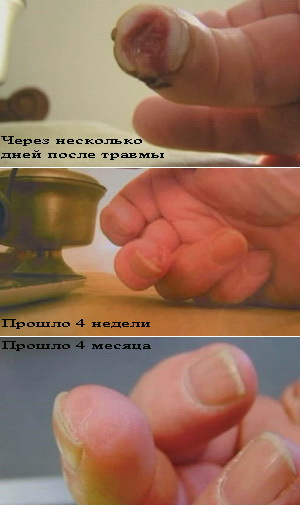 Через несколько
дней после травмы
Прошло 4 недели
Прошло 4 месяца